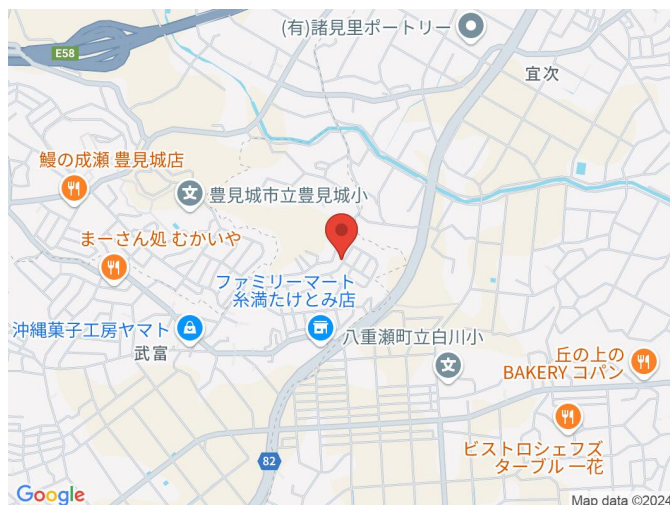 (有)諸見里ポートリー
E58
宜次
鰻の成瀬 豊見城店
豊見城市立豊見城小
まーさん処 むかいや
ファミリーマート
糸満たけとみ店
沖縄菓子工房ヤマト
八重瀬町立白川小
武富
丘の上の
BAKERY コパン
ビストロシェフズ
ターブル 一花
82
Google
Map data ©2024